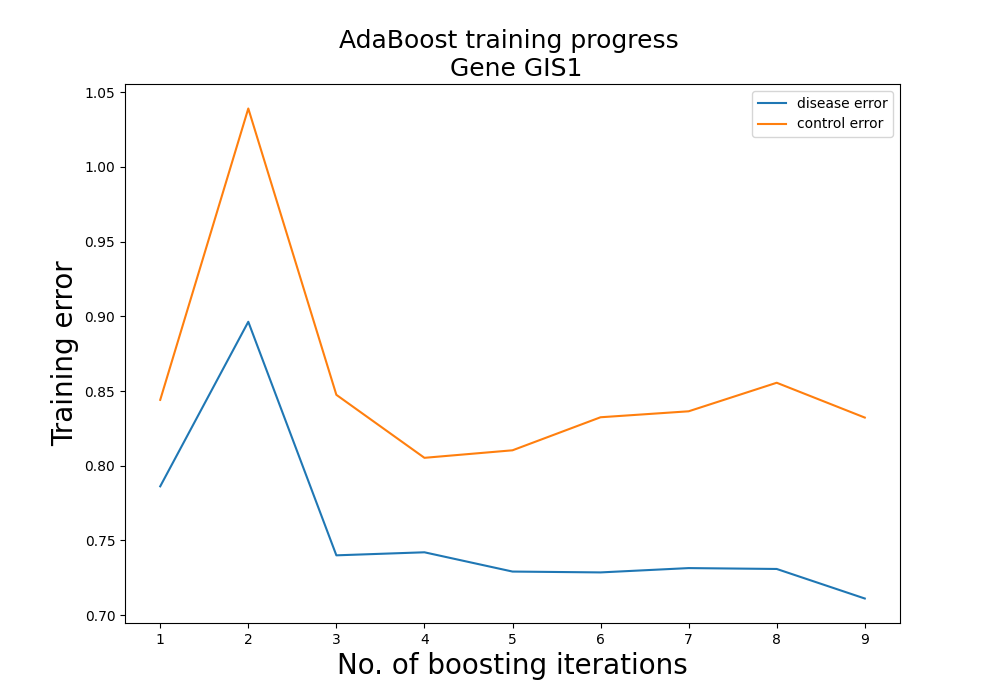 AdaBoost training progress
Gene GIS1
disease error
control error
Training error
1.05
1.00
0.95
0.90
0.85
0.80
0.75
0.70
1 2 3 4 5 6 7 8 9
No. of boosting iterations